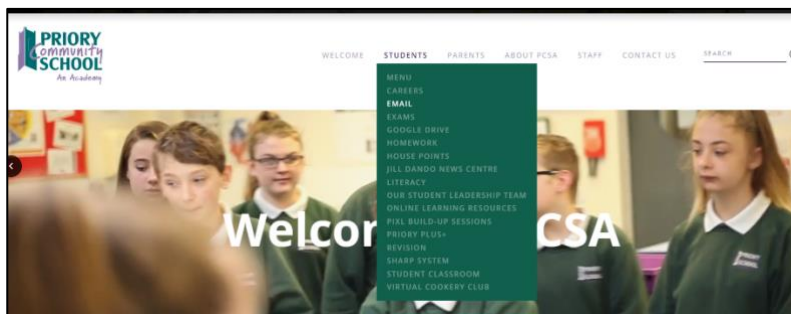 PRIORY
Community
SCHOOL
An Academy
WELCOME STUDENTS PARENTS ABOUT PCSA STAFF CONTACT US SEARCH
MENU
CAREERS
EMAIL
EXAMS
GOOGLE DRIVE
HOMEWORK
HOUSE POINTS
JILL DANDO NEWS CENTRE
LITERACY
OUR STUDENT LEADERSHIP TEAM
ONLINE LEARNING RESOURCES
PIXL BUILD-UP SESSIONS
PRIORY PLUS+
REVISION
SHARP SYSTEM
STUDENT CLASSROOM
VIRTUAL COOKERY CLUB
Welco CSA